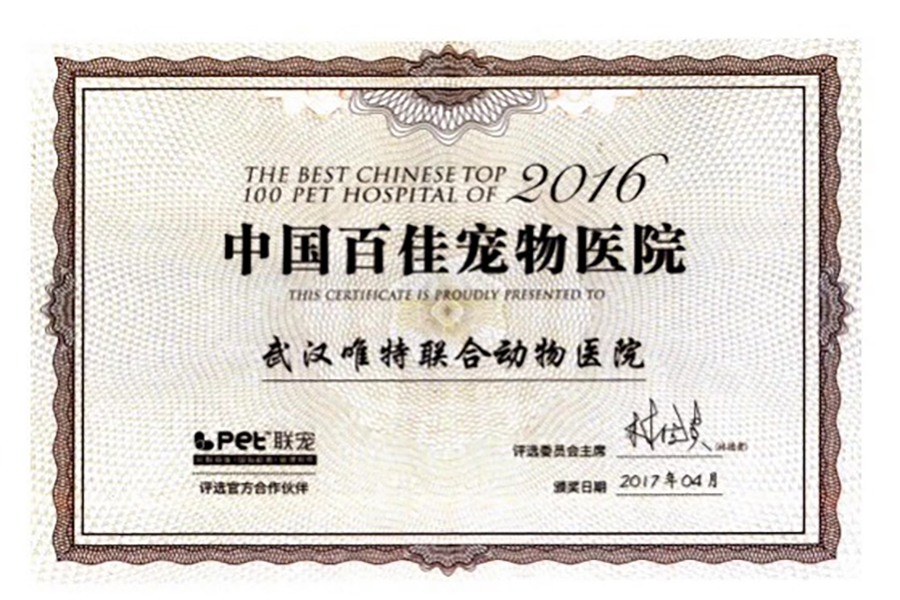 THE BEST CHINESE TOP
100 PET HOSPITAL OF 2016
中国百佳宠物医院
THIS CERTIFICATE IS PROUDLY PRESENTED TO
武汉唯特联合动物医院
Pet 联宠
评选官方合作伙伴
评选委员会主席
颁奖日期 2017年04月